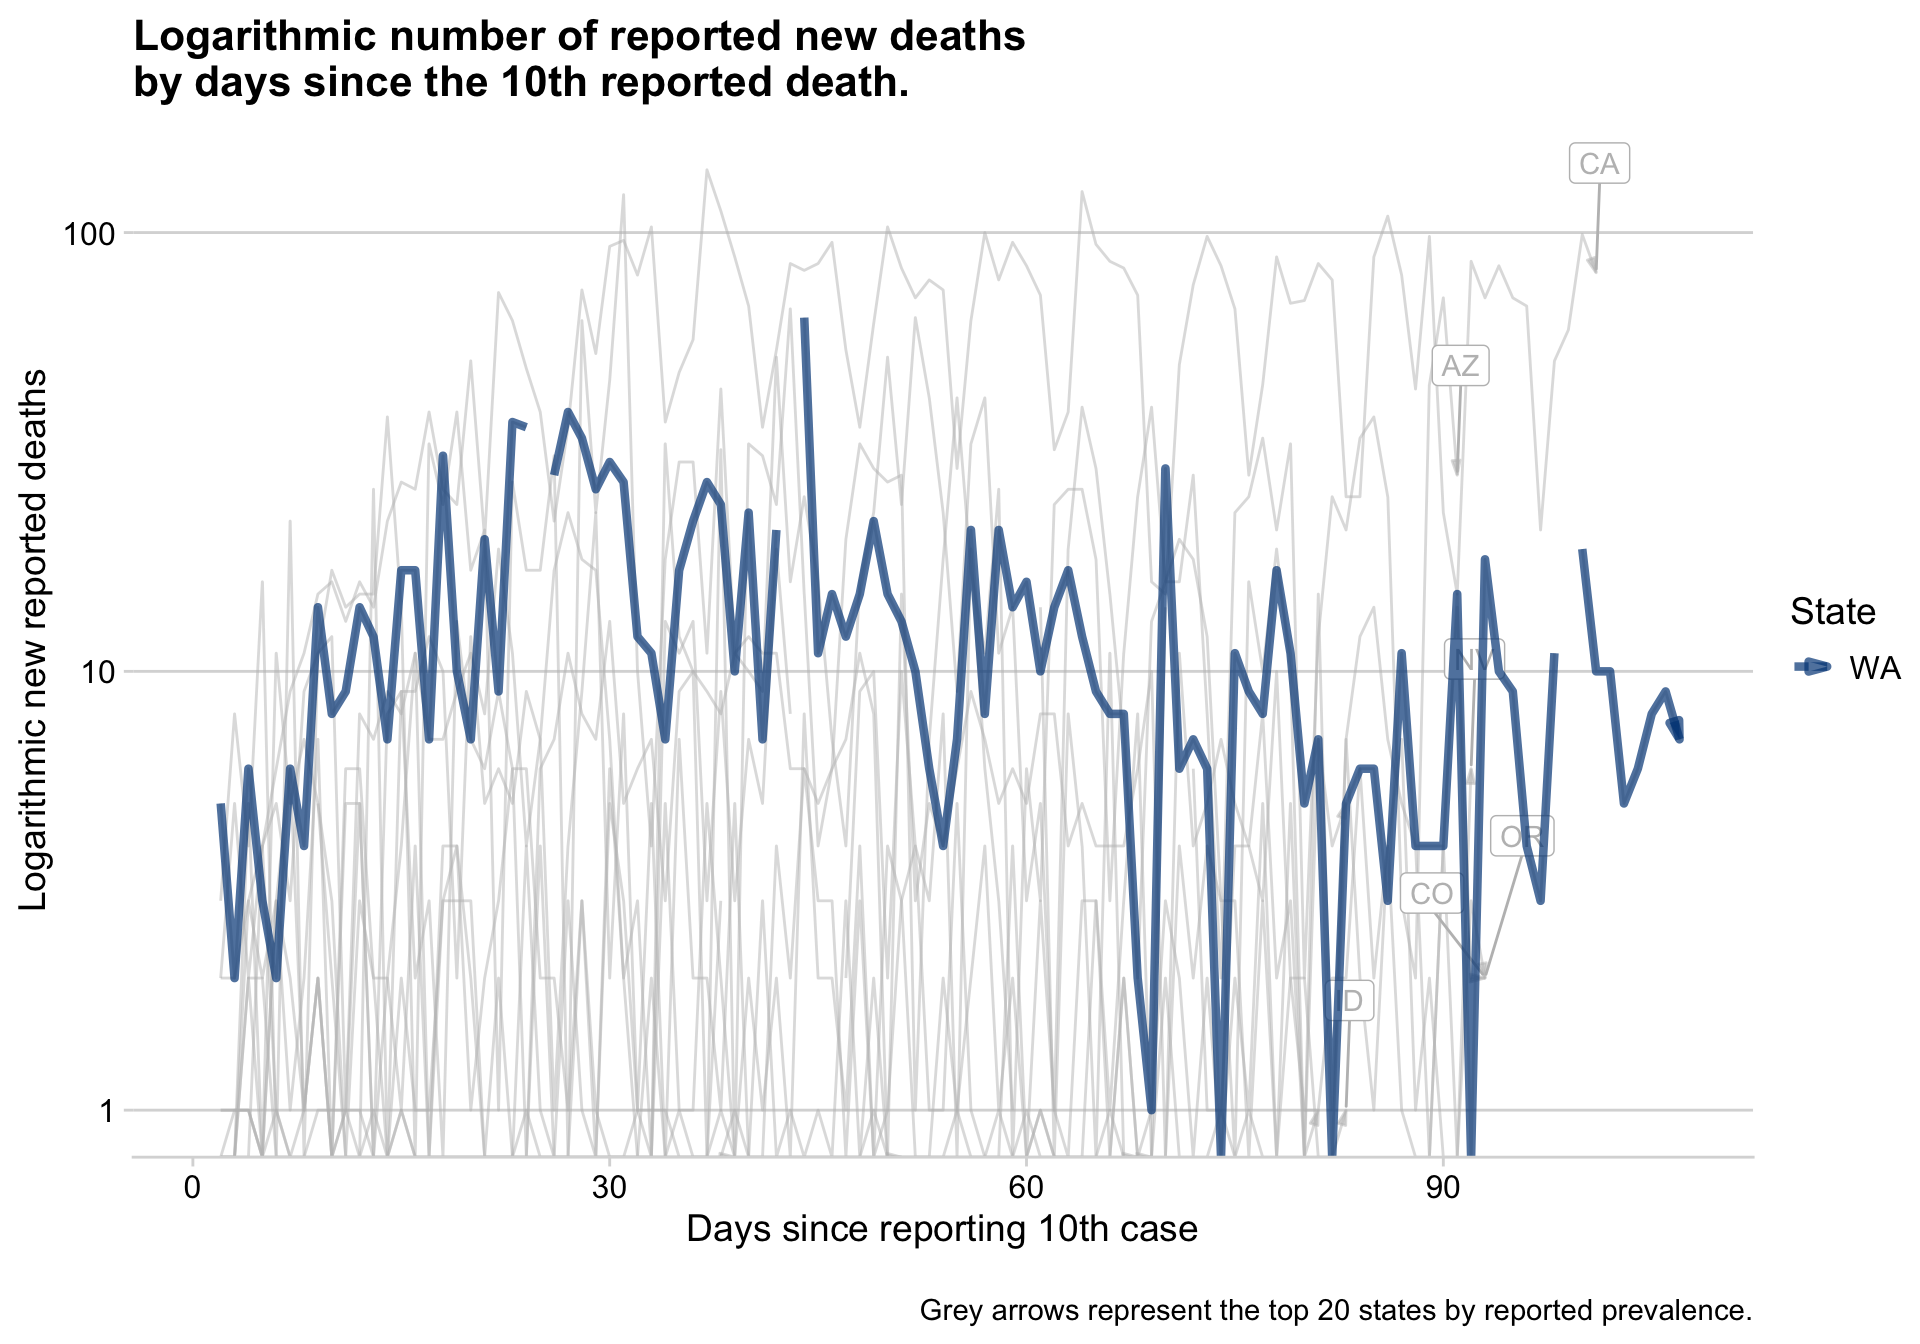 Logarithmic number of reported new deaths
by days since the 10th reported death.
Logarithmic new reported deaths
100
10
1
CA
AZ
NV
OR
CO
ID
State
WA
0
30
60
90
Days since reporting 10th case
Grey arrows represent the top 20 states by reported prevalence.